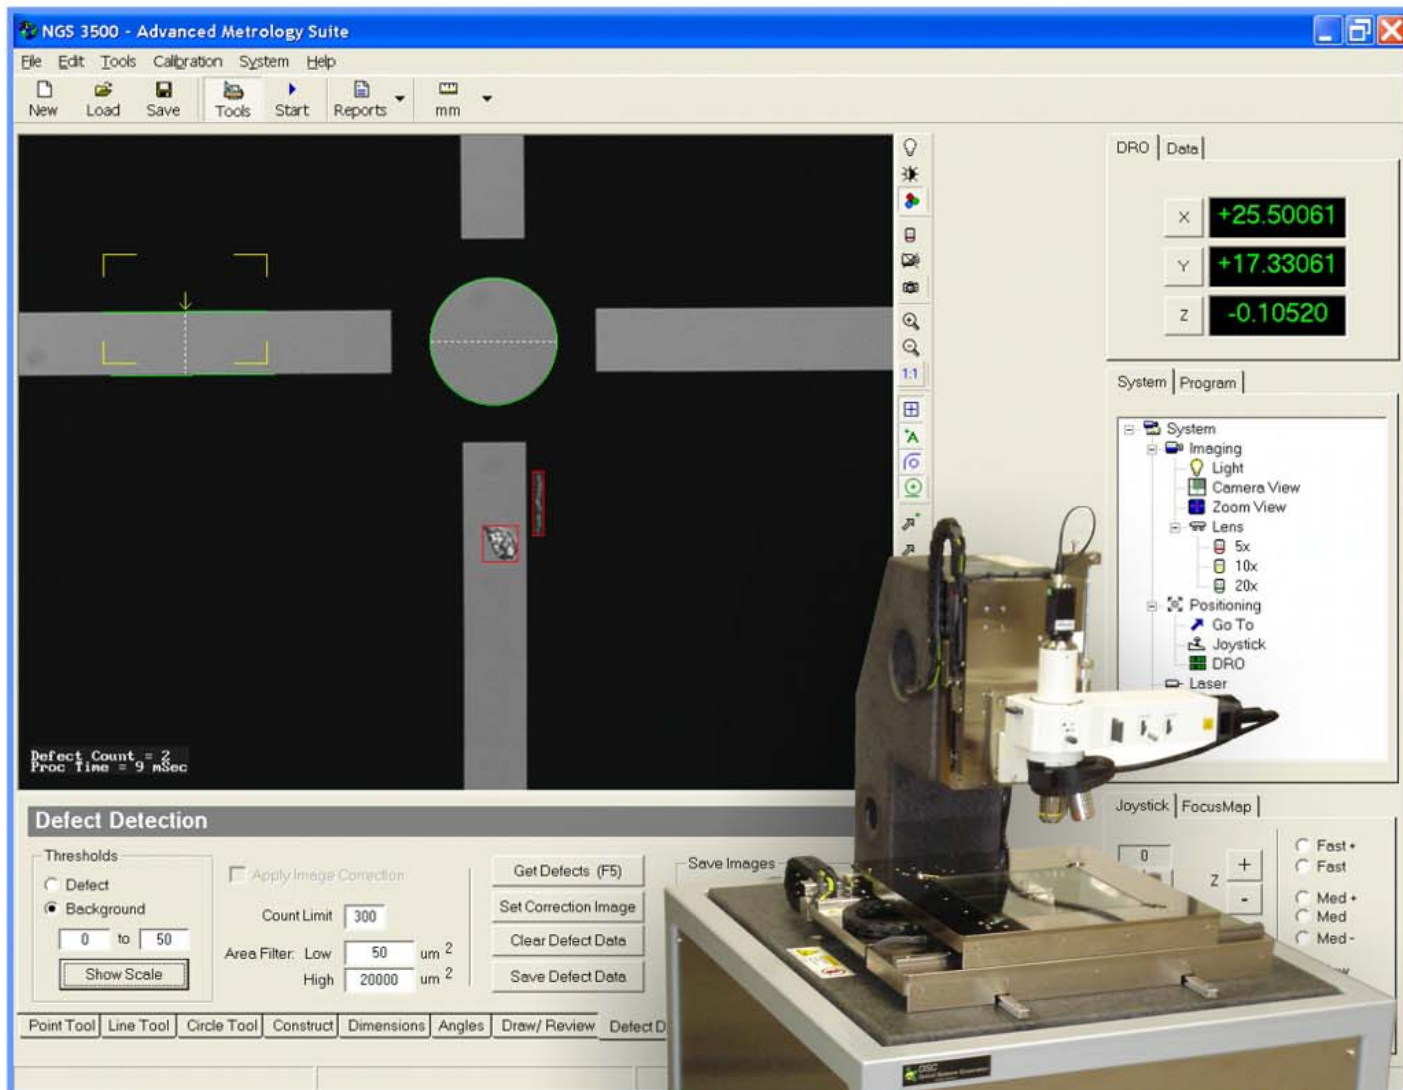 NGS 3500 - Advanced Metrology Suite
File Edit Tools Calibration System Help
New Load Save Tools Start Reports mm
DRO Data
X +25.50061
Y +17.33061
Z -0.10520
1:1
System Program
System
Imaging
Light
Camera View
Zoom View
Lens
5x
10x
20x
Positioning
Go To
Joystick
DRO
Laser
Defect Count = 2
Proc Time = 9 mSec
Defect Detection
Thresholds
Defect
Background
0 to 50
Show Scale
Apply Image Correction
Count Limit 300
Area Filter: Low 50 um 2
High 20000 um 2
Get Defects (F5)
Set Correction Image
Clear Defect Data
Save Defect Data
Save Images
Joystick FocusMap
0
Z + -
Fast +
Fast
Med +
Med
Med -
Point Tool Line Tool Circle Tool Construct Dimensions Angles Draw/ Review Defect D
OSC